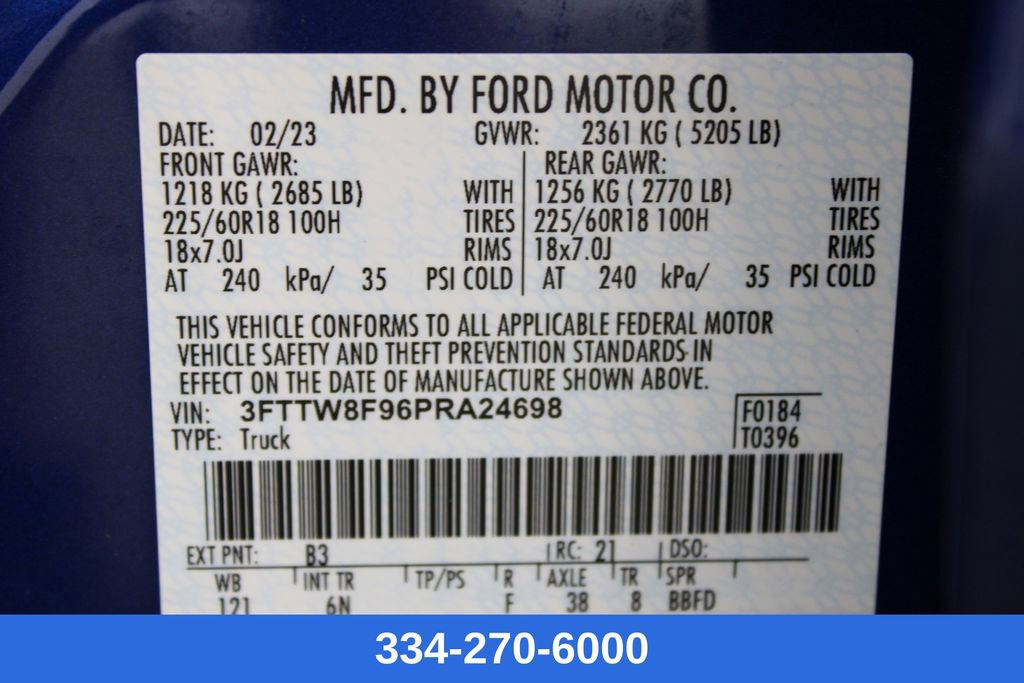 MFD. BY FORD MOTOR CO.
DATE: 02/23 GVWR: 2361 KG ( 5205 LB)
FRONT GAWR: REAR GAWR:
1218 KG ( 2685 LB) WITH 1256 KG ( 2770 LB) WITH
225/60R18 100H TIRES 225/60R18 100H TIRES
18x7.0J RIMS 18x7.0J RIMS
AT 240 kPa/ 35 PSI COLD AT 240 kPa/ 35 PSI COLD
THIS VEHICLE CONFORMS TO ALL APPLICABLE FEDERAL MOTOR
VEHICLE SAFETY AND THEFT PREVENTION STANDARDS IN
EFFECT ON THE DATE OF MANUFACTURE SHOWN ABOVE.
VIN: 3FTTW8F96PRA24698 F0184
TYPE: Truck T0396
EXT PNT: B3 RC: 21 DSO:
WB INT TR TP/PS R AXLE TR SPR
121 6N F 38 8 BBFD
334-270-6000